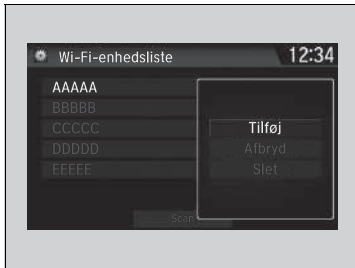 Wi-Fi-enhedsliste 12:34
AAAAA
BBBBB
CCCCC
DDDDD
EEEEE
Tilføj
Afbryd
Slet
Scan